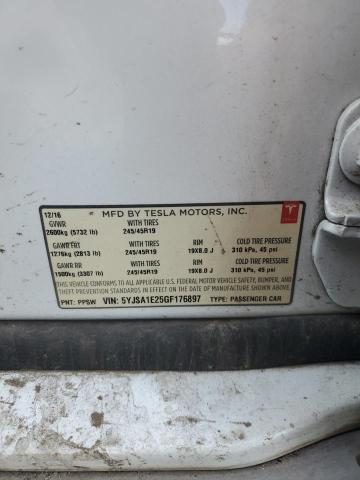 12/16 MFD BY TESLA MOTORS, INC.
GVWR WITH TIRES
2600kg (5732 lb) 245/45R19
GAWR FRT WITH TIRES RIM COLD TIRE PRESSURE
1276kg (2813 lb) 245/45R19 19X8.0 J 310 kPa, 45 psi
GAWR RR WITH TIRES RIM COLD TIRE PRESSURE
1500kg (3307 lb) 245/45R19 19X8.0 J 310 kPa, 45 psi
THIS VEHICLE CONFORMS TO ALL APPLICABLE U.S. FEDERAL MOTOR VEHICLE SAFETY, BUMPER,
AND THEFT PREVENTION STANDARDS IN EFFECT ON THE DATE OF MANUFACTURE SHOWN ABOVE.
PNT: PPSW VIN: 5YJSA1E25GF176897 TYPE: PASSENGER CAR